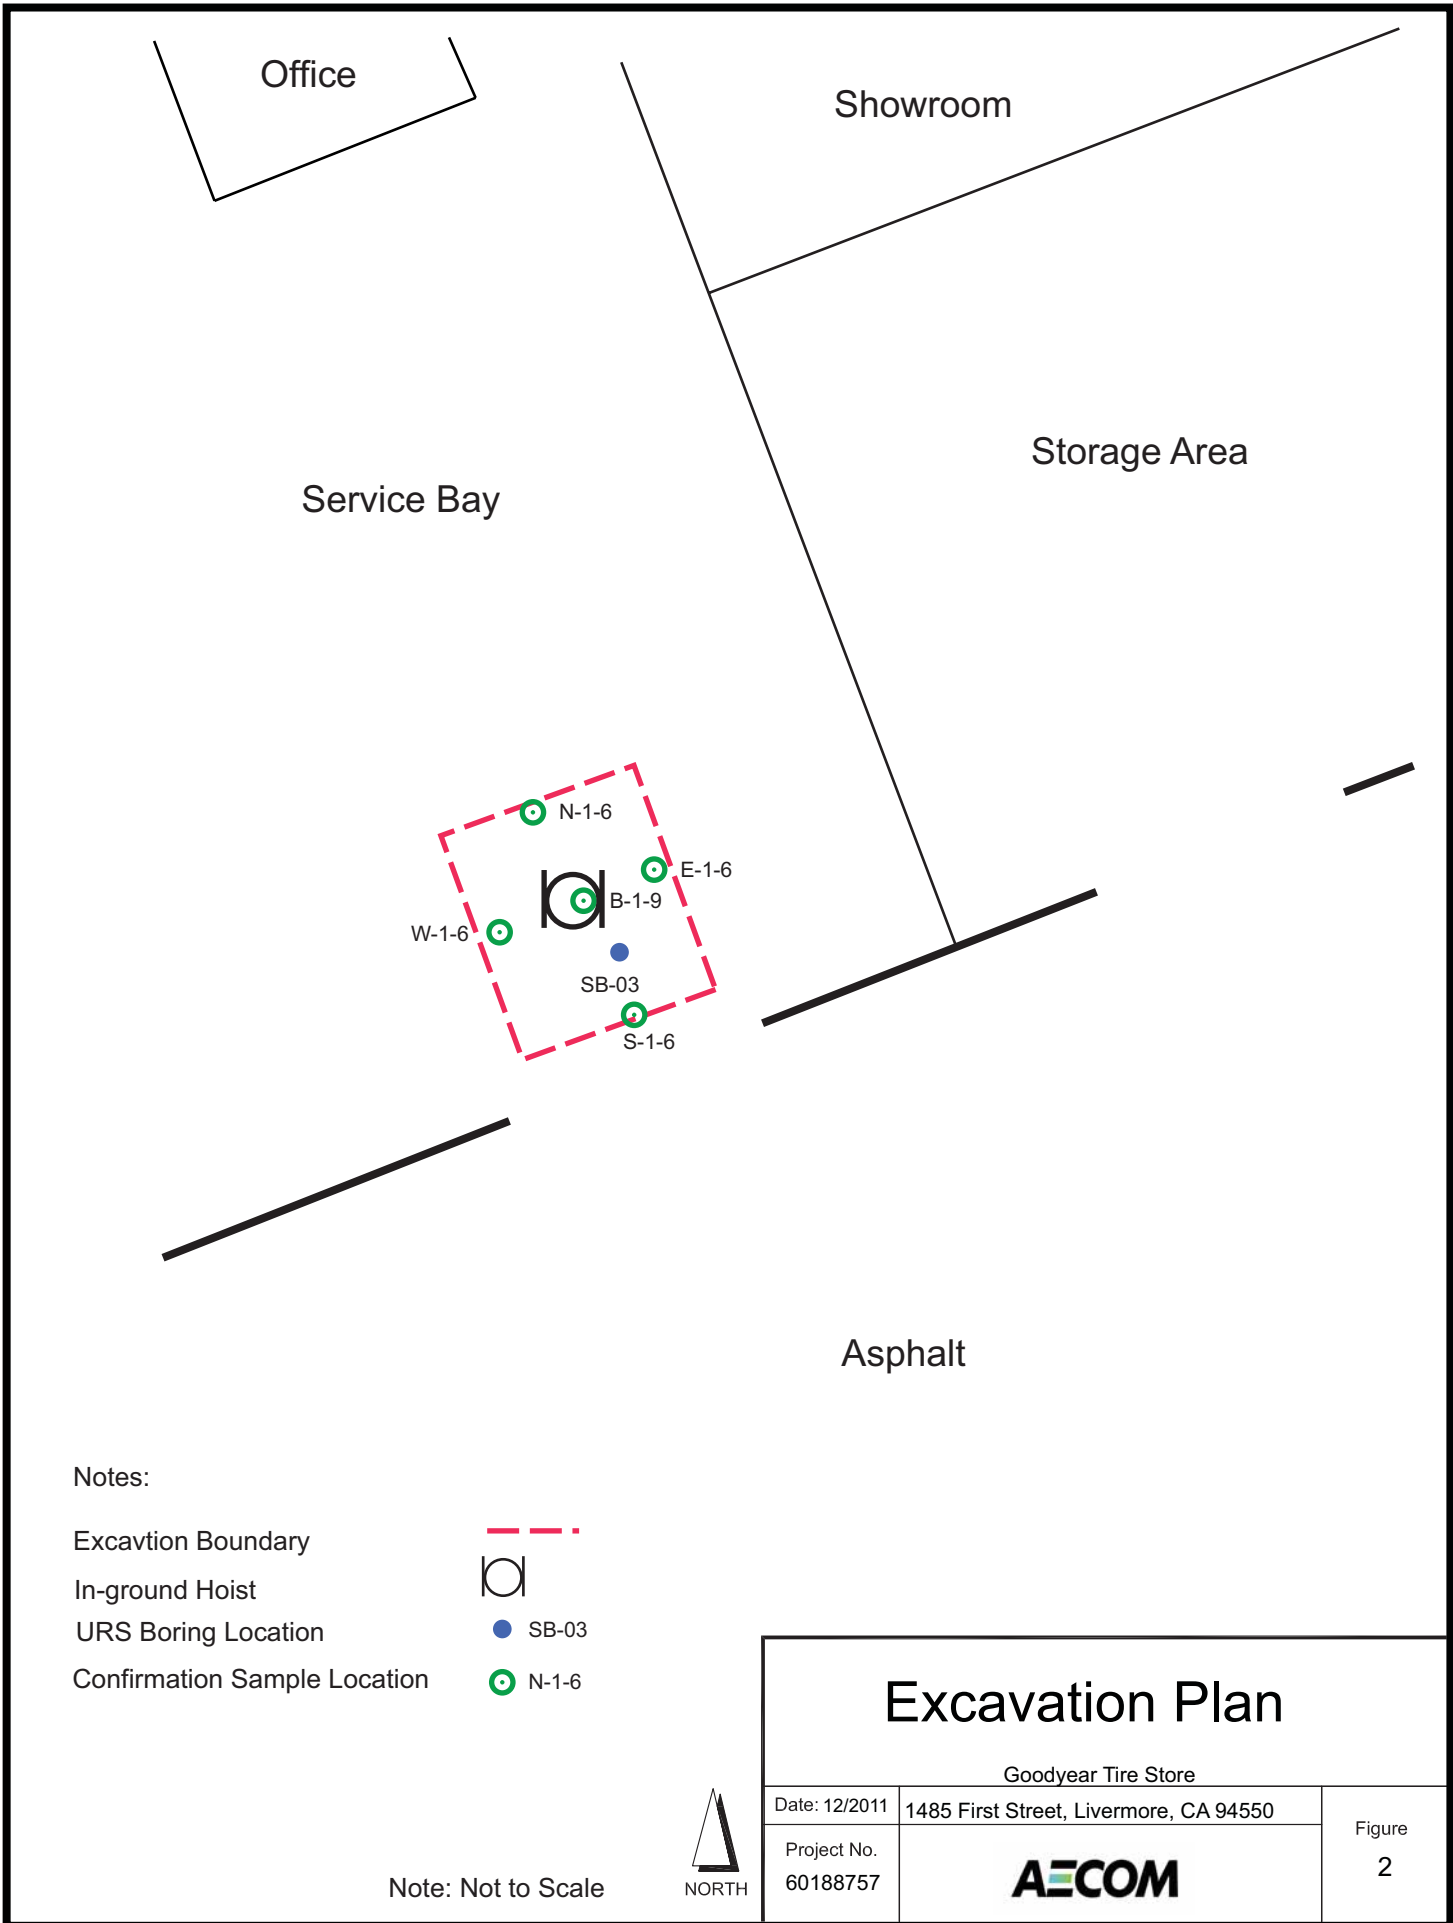 Office
Showroom
Storage Area
Service Bay
N-1-6
E-1-6
B-1-9
W-1-6
SB-03
S-1-6
Asphalt
Notes:
Excavtion Boundary
In-ground Hoist
URS Boring Location
SB-03
Confirmation Sample Location
N-1-6
Note: Not to Scale
NORTH
Excavation Plan
Goodyear Tire Store
Date: 12/2011
1485 First Street, Livermore, CA 94550
Project No.
60188757
AECOM
Figure
2